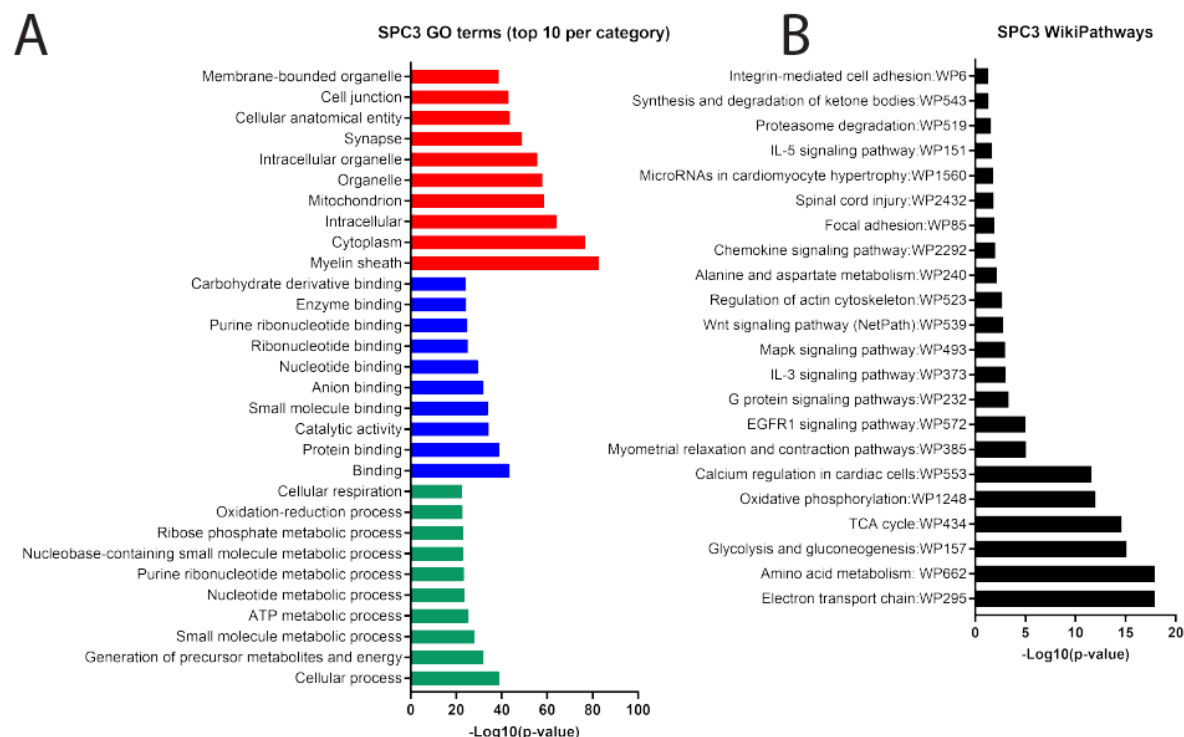 A
SPC3 GO terms (top 10 per category)
Membrane-bounded organelle
Cell junction
Cellular anatomical entity
Synapse
Intracellular organelle
Organelle
Mitochondrion
Intracellular
Cytoplasm
Myelin sheath
Carbohydrate derivative binding
Enzyme binding
Purine ribonucleotide binding
Ribonucleotide binding
Nucleotide binding
Anion binding
Small molecule binding
Catalytic activity
Protein binding
Binding
Cellular respiration
Oxidation-reduction process
Ribose phosphate metabolic process
Nucleobase-containing small molecule metabolic process
Purine ribonucleotide metabolic process
Nucleotide metabolic process
ATP metabolic process
Small molecule metabolic process
Generation of precursor metabolites and energy
Cellular process
0 20 40 60 80 100
-Log10(p-value)
B
SPC3 WikiPathways
Integrin-mediated cell adhesion:WP6
Synthesis and degradation of ketone bodies:WP543
Proteasome degradation:WP519
IL-5 signaling pathway:WP151
MicroRNAs in cardiomyocyte hypertrophy:WP1560
Spinal cord injury:WP2432
Focal adhesion:WP85
Chemokine signaling pathway:WP2292
Alanine and aspartate metabolism:WP240
Regulation of actin cytoskeleton:WP523
Wnt signaling pathway (NetPath):WP539
Mapk signaling pathway:WP493
IL-3 signaling pathway:WP373
G protein signaling pathways:WP232
EGFR1 signaling pathway:WP572
Myometrial relaxation and contraction pathways:WP385
Calcium regulation in cardiac cells:WP553
Oxidative phosphorylation:WP1248
TCA cycle:WP434
Glycolysis and gluconeogenesis:WP157
Amino acid metabolism: WP662
Electron transport chain:WP295
0 5 10 15 20
-Log10(p-value)